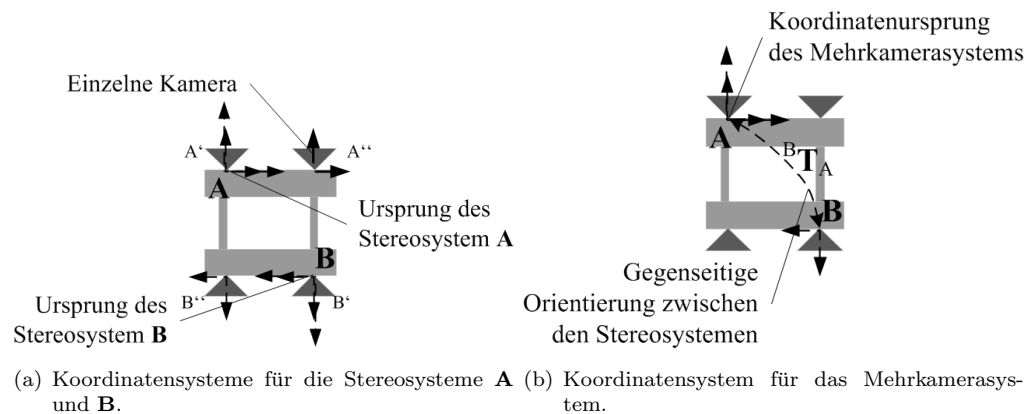 Einzelne Kamera
A‘
A‘‘
A
Ursprung des
Stereosystem A
B
B‘‘
B‘
Ursprung des
Stereosystem B
(a) Koordinatensysteme für die Stereosysteme A
und B.
Koordinatenursprung
des Mehrkamerasystems
A
BTA
B
Gegenseitige
Orientierung zwischen
den Stereosystemen
(b) Koordinatensystem für das Mehrkamerasys-
tem.